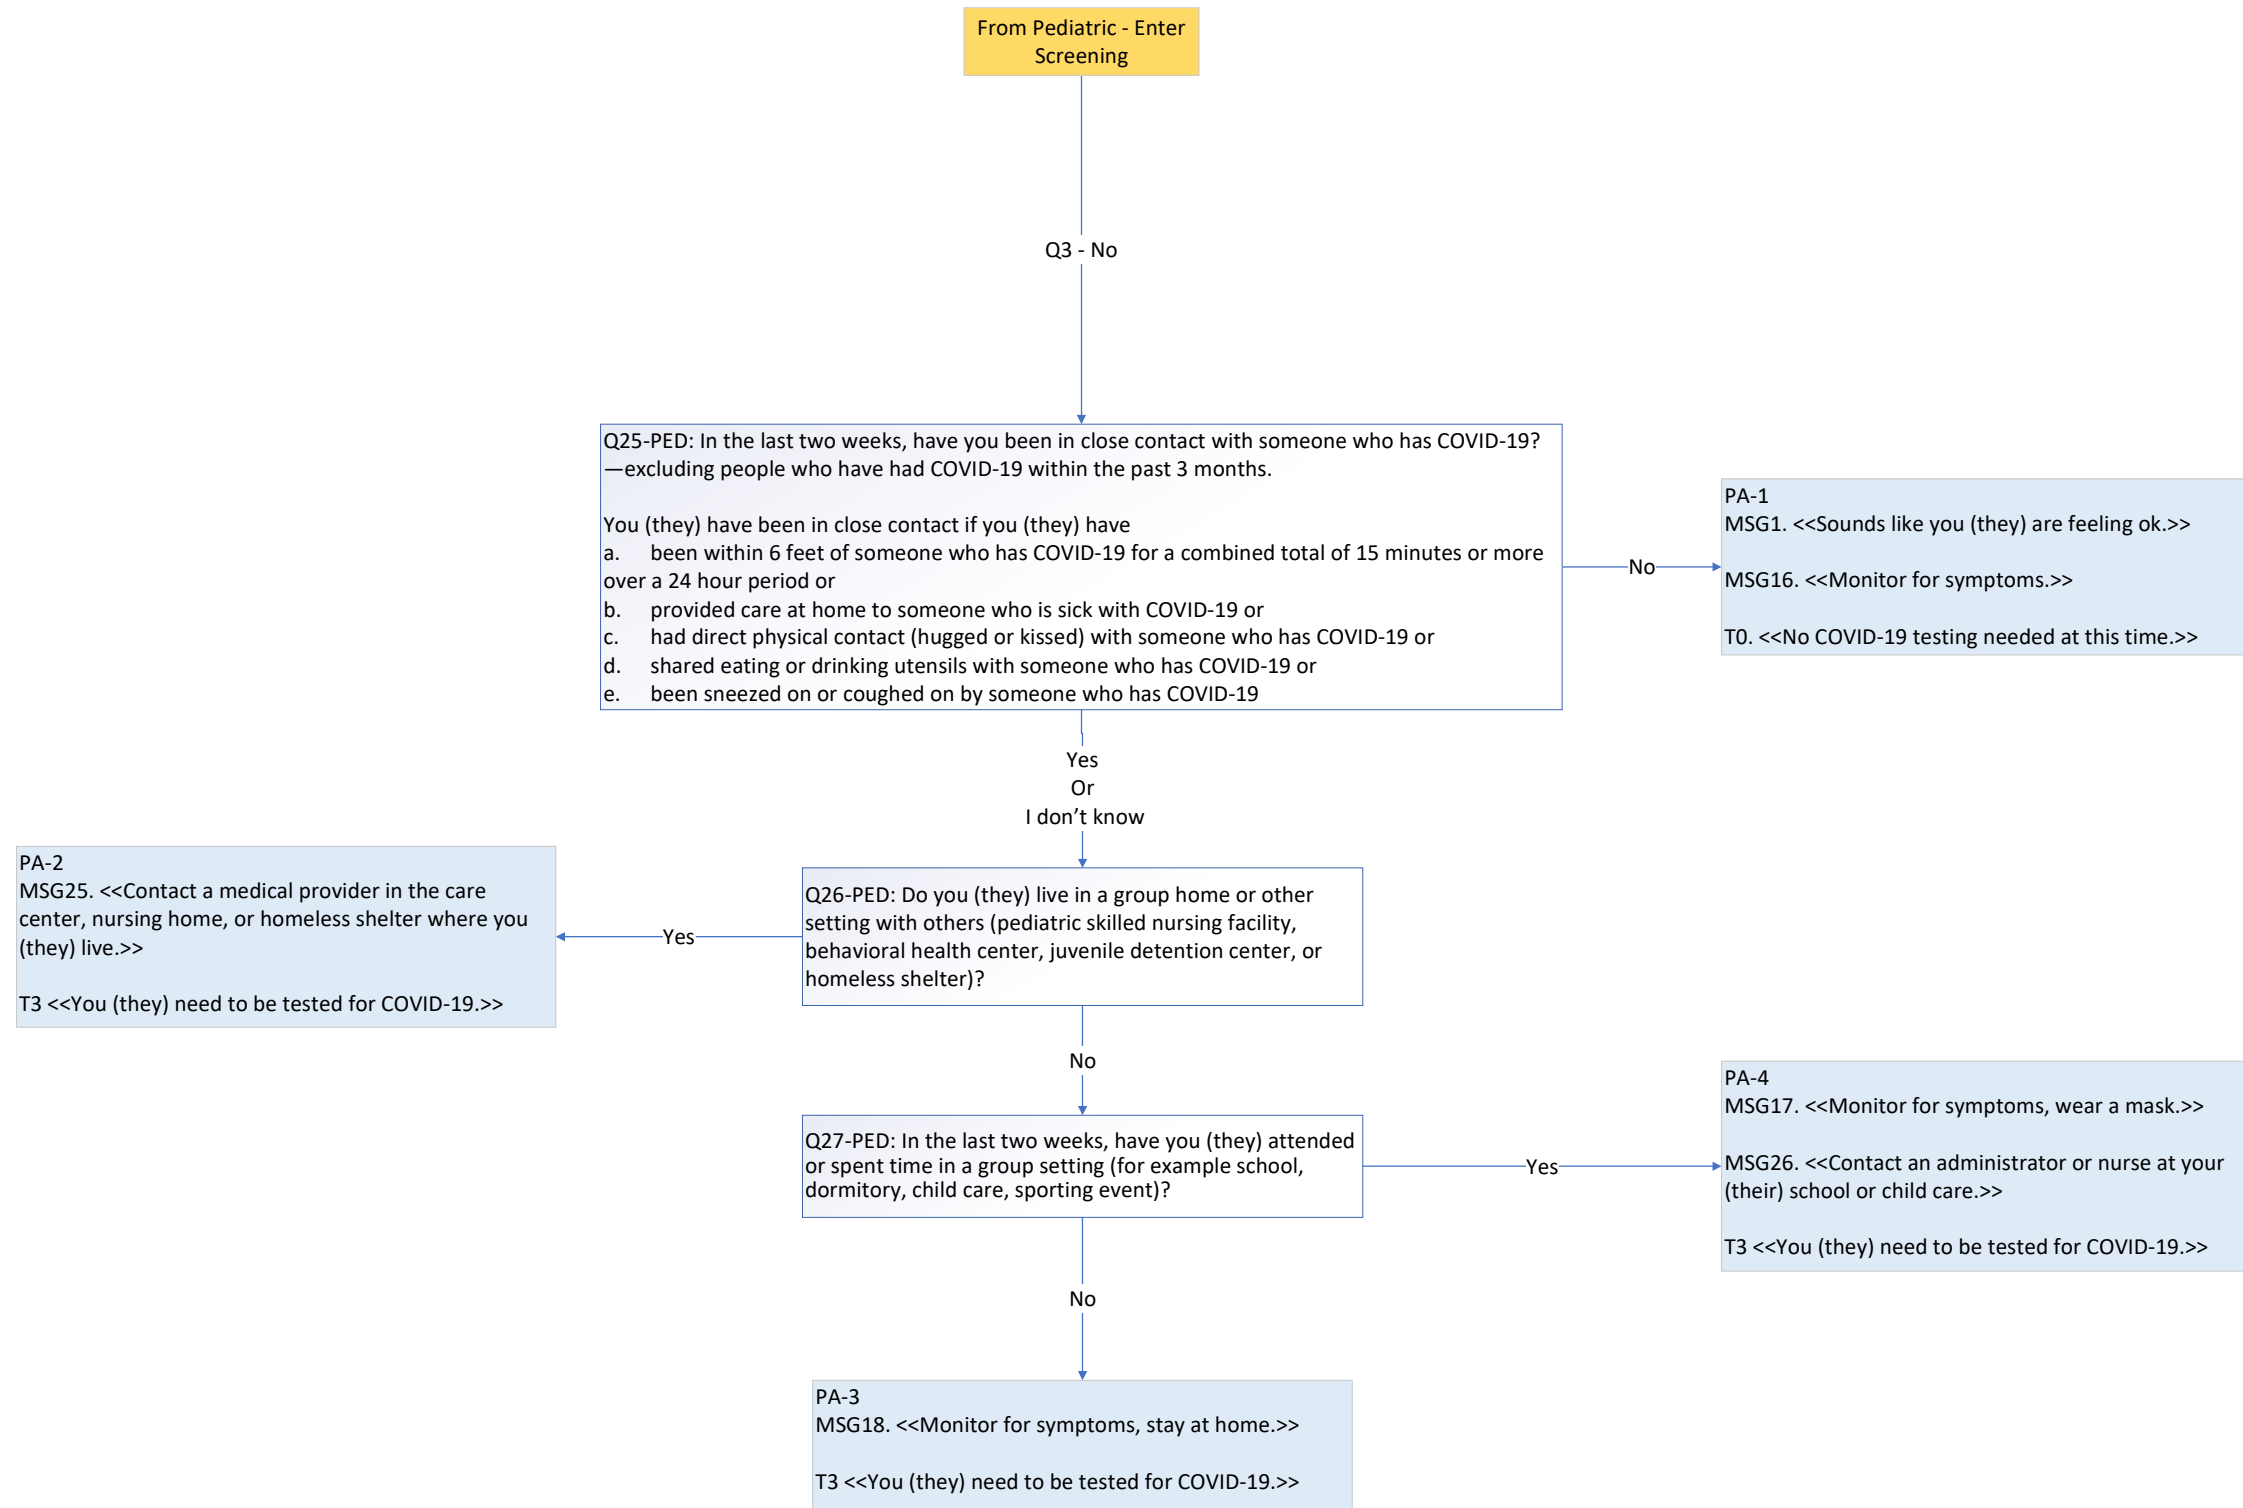 From Pediatric - Enter
Screening
Q3 - No
Q25-PED: In the last two weeks, have you been in close contact with someone who has COVID-19?
—excluding people who have had COVID-19 within the past 3 months.
You (they) have been in close contact if you (they) have
a. been within 6 feet of someone who has COVID-19 for a combined total of 15 minutes or more
over a 24 hour period or
b. provided care at home to someone who is sick with COVID-19 or
c. had direct physical contact (hugged or kissed) with someone who has COVID-19 or
d. shared eating or drinking utensils with someone who has COVID-19 or
e. been sneezed on or coughed on by someone who has COVID-19
No
PA-1
MSG1. <<Sounds like you (they) are feeling ok.>>
MSG16. <<Monitor for symptoms.>>
T0. <<No COVID-19 testing needed at this time.>>
Yes
Or
I don’t know
PA-2
MSG25. <<Contact a medical provider in the care
center, nursing home, or homeless shelter where you
(they) live.>>
T3 <<You (they) need to be tested for COVID-19.>>
Yes
Q26-PED: Do you (they) live in a group home or other
setting with others (pediatric skilled nursing facility,
behavioral health center, juvenile detention center, or
homeless shelter)?
No
Q27-PED: In the last two weeks, have you (they) attended
or spent time in a group setting (for example school,
dormitory, child care, sporting event)?
Yes
PA-4
MSG17. <<Monitor for symptoms, wear a mask.>>
MSG26. <<Contact an administrator or nurse at your
(their) school or child care.>>
T3 <<You (they) need to be tested for COVID-19.>>
No
PA-3
MSG18. <<Monitor for symptoms, stay at home.>>
T3 <<You (they) need to be tested for COVID-19.>>